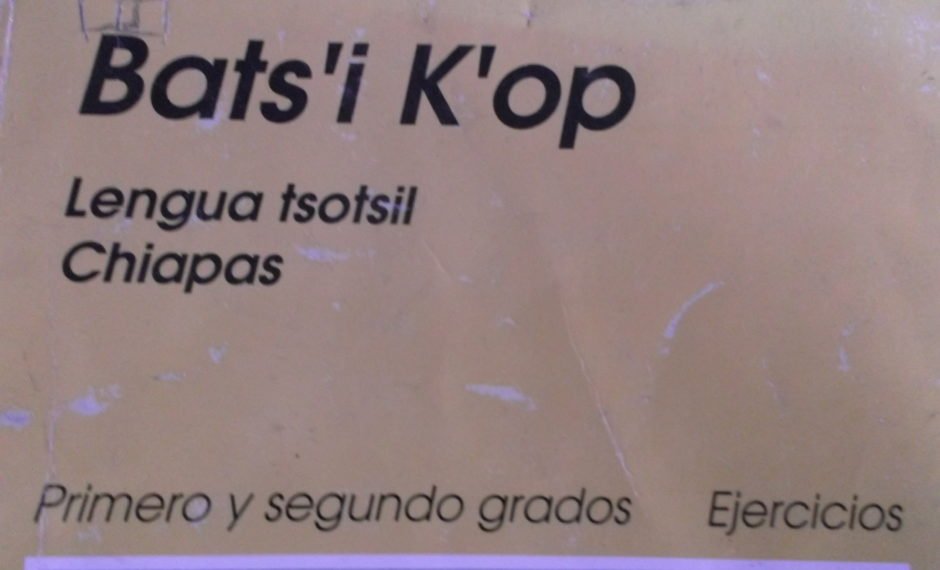 Bats'i K'op
Lengua tsotsil
Chiapas
Primero y segundo grados Ejercicios